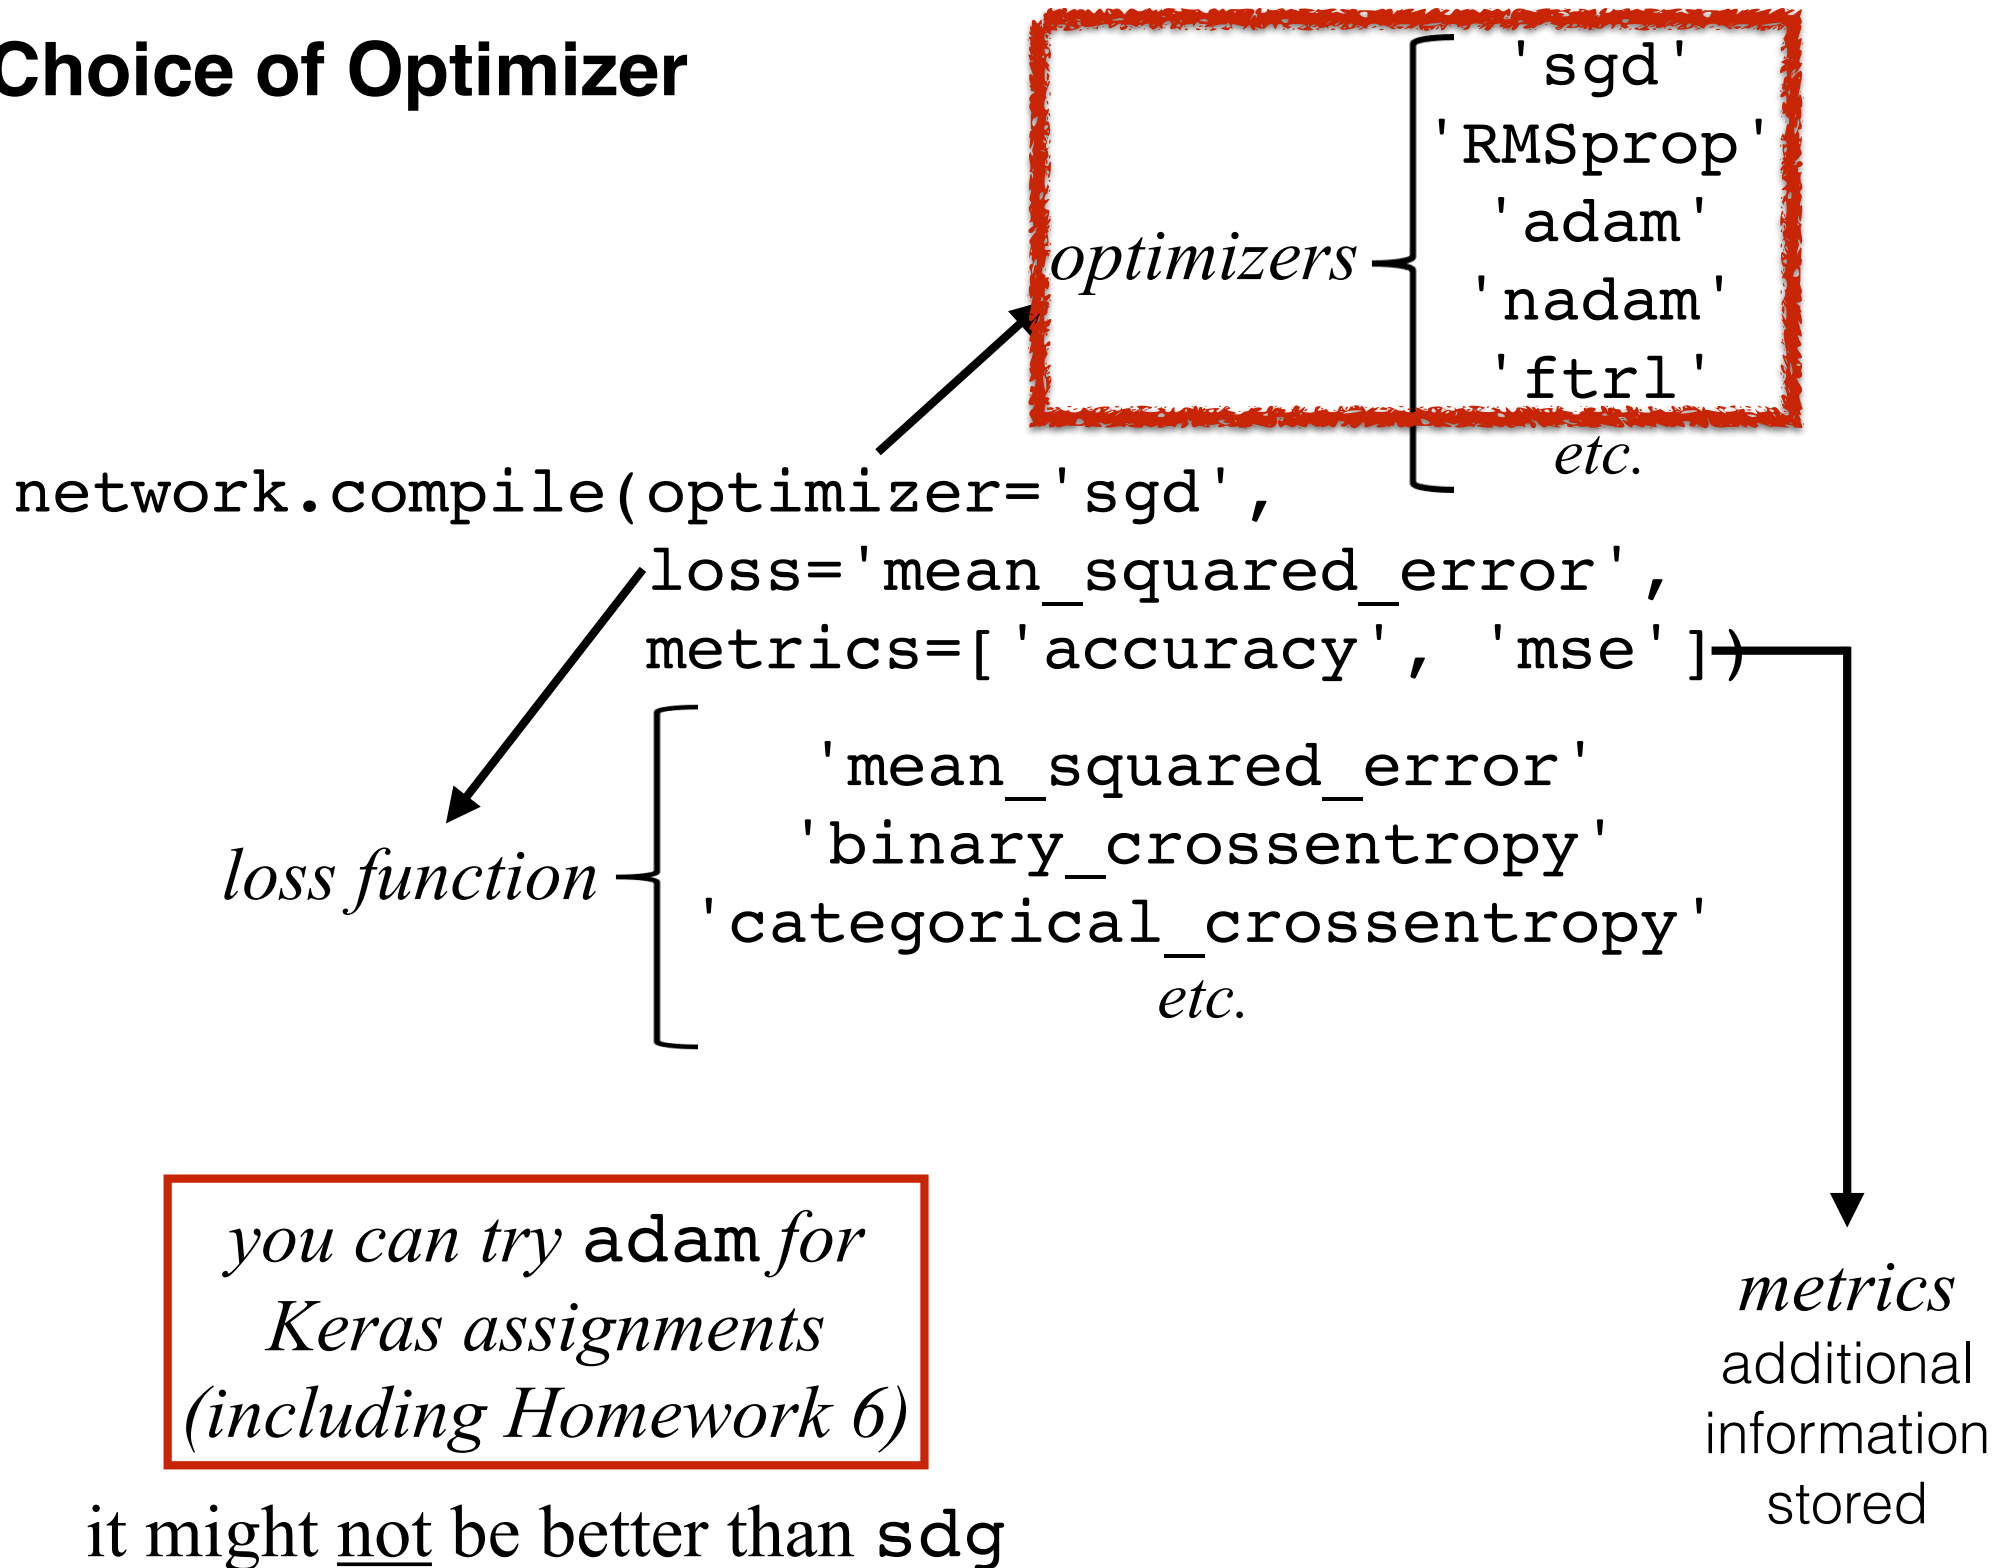 Choice of Optimizer
optimizers
'sgd'
'RMSprop'
'adam'
'nadam'
'ftrl'
etc.
network.compile(optimizer='sgd',
loss='mean_squared_error',
metrics=['accuracy', 'mse'])
loss function
'mean_squared_error'
'binary_crossentropy'
'categorical_crossentropy'
etc.
you can try adam for
Keras assignments
(including Homework 6)
it might not be better than sdg
metrics
additional
information
stored